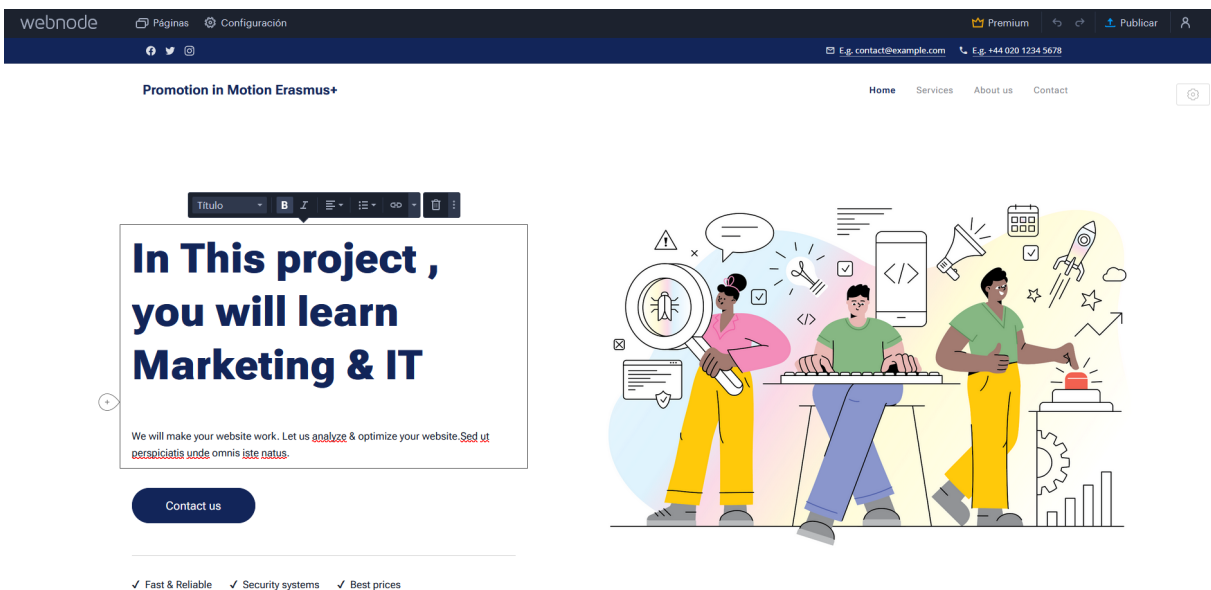 webnode Páginas Configuración Premium Publicar
E.g. contact@example.com E.g. +44 020 1234 5678
Promotion in Motion Erasmus+ Home Services About us Contact
Título B I
In This project ,
you will learn
Marketing & IT
</>
</>
We will make your website work. Let us analyze & optimize your website.Sed ut
perspiciatis unde omnis iste natus.
Contact us
✓ Fast & Reliable ✓ Security systems ✓ Best prices